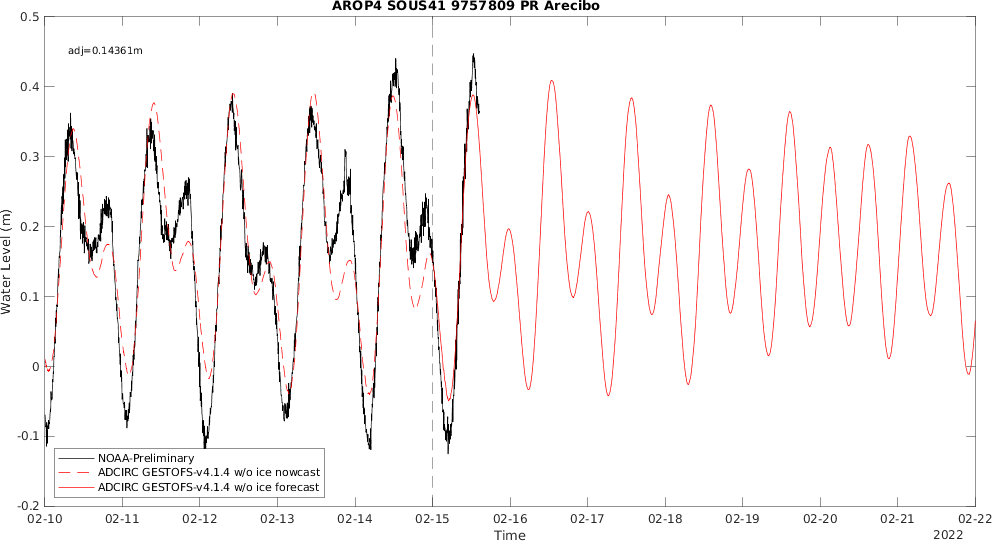 AROP4 SOUS41 9757809 PR Arecibo
adj=0.14361m
0.5
0.4
0.3
0.2
0.1
0
-0.1
-0.2
Water Level (m)
NOAA-Preliminary
ADCIRC GESTOFS-v4.1.4 w/o ice nowcast
ADCIRC GESTOFS-v4.1.4 w/o ice forecast
02-10 02-11 02-12 02-13 02-14 02-15 02-16 02-17 02-18 02-19 02-20 02-21 02-22
Time
2022